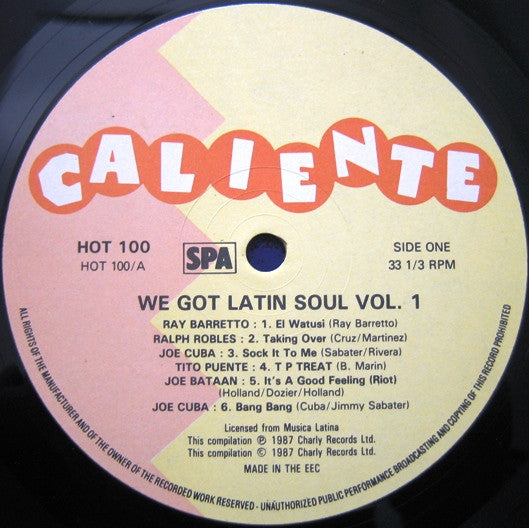 CALIENTE
HOT 100
HOT 100/A
SPA
SIDE ONE
33 1/3 RPM
WE GOT LATIN SOUL VOL. 1
RAY BARRETTO : 1. El Watusi (Ray Barretto)
RALPH ROBLES : 2. Taking Over (Cruz/Martinez)
JOE CUBA : 3. Sock It To Me (Sabater/Rivera)
TITO PUENTE : 4. T P TREAT (B. Marin)
JOE BATAAN : 5. It's A Good Feeling (Riot)
(Holland/Dozier/Holland)
JOE CUBA : 6. Bang Bang (Cuba/Jimmy Sabater)
Licensed from Musica Latina
This compilation ℗ 1987 Charly Records Ltd.
This compilation © 1987 Charly Records Ltd.
MADE IN THE EEC
ALL RIGHTS OF THE MANUFACTURER AND OF THE OWNER OF THE RECORDED WORK RESERVED - UNAUTHORIZED PUBLIC PERFORMANCE BROADCASTING AND COPYING OF THIS RECORD PROHIBITED